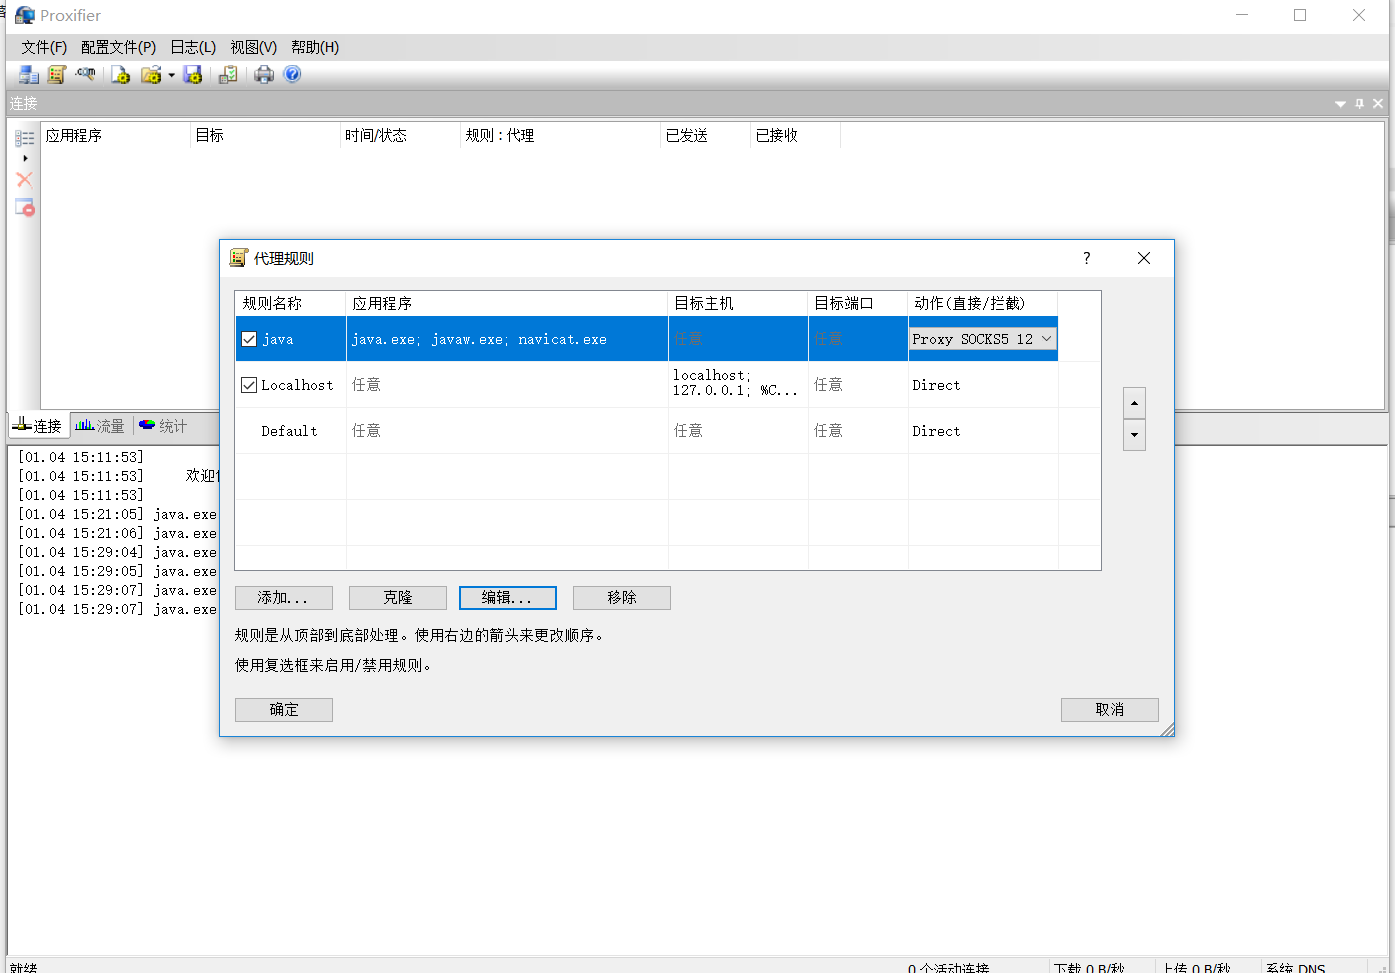 Proxifier
文件(F) 配置文件(P) 日志(L) 视图(V) 帮助(H)
.com
连接
应用程序 目标 时间/状态 规则 : 代理 已发送 已接收
代理规则 ?
规则名称 应用程序 目标主机 目标端口 动作(直接/拦截)
java java.exe; javaw.exe; navicat.exe 任意 任意 Proxy SOCKS5 12
Localhost 任意 localhost; 127.0.0.1; %C... 任意 Direct
Default 任意 任意 任意 Direct
添加... 克隆 编辑... 移除
规则是从顶部到底部处理。使用右边的箭头来更改顺序。
使用复选框来启用/禁用规则。
确定 取消
连接 流量 统计
[01.04 15:11:53]
[01.04 15:11:53] 欢迎
[01.04 15:11:53]
[01.04 15:21:05] java.exe
[01.04 15:21:06] java.exe
[01.04 15:29:04] java.exe
[01.04 15:29:05] java.exe
[01.04 15:29:07] java.exe
[01.04 15:29:07] java.exe
就绪 0 个活动连接 下载 0 B/秒 上传 0 B/秒 系统 DNS